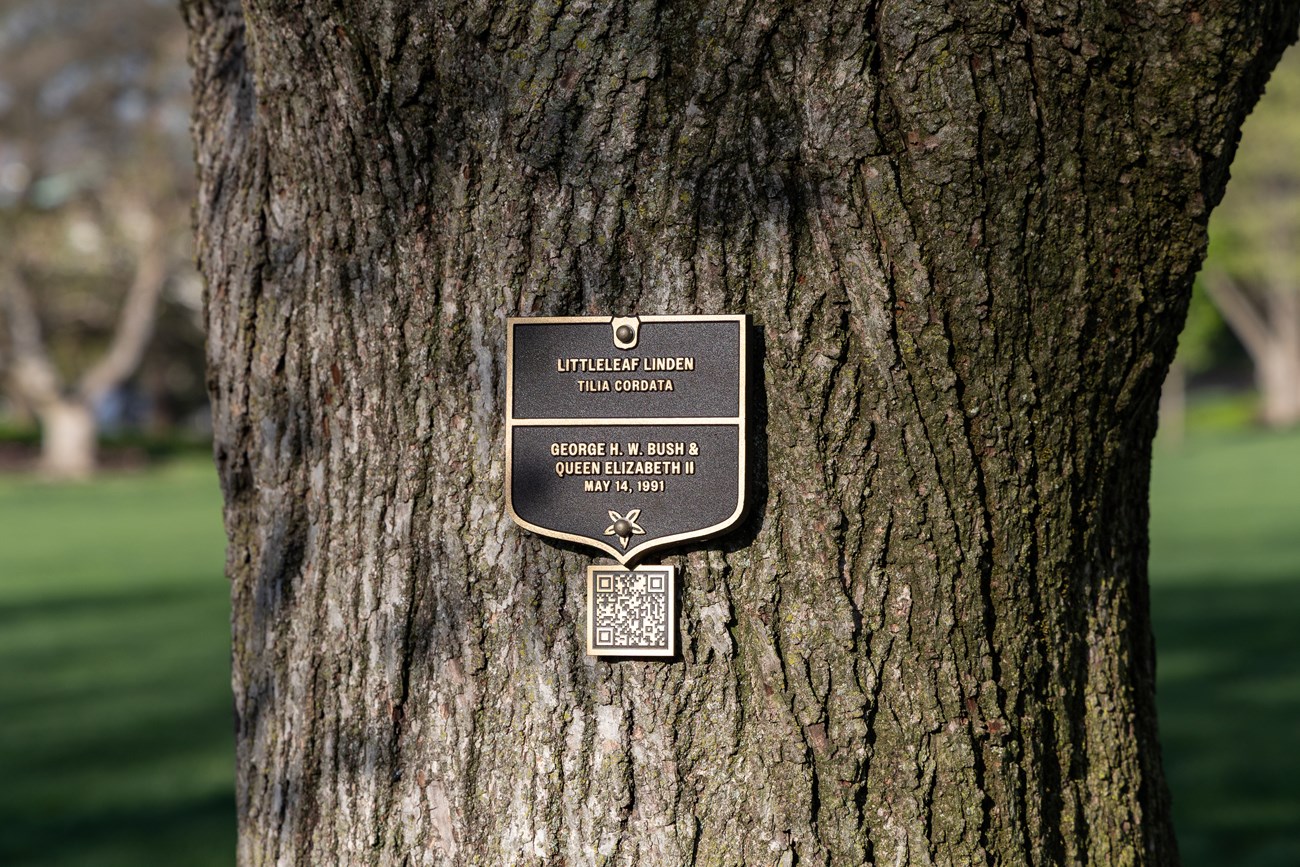 LITTLELEAF LINDEN
TILIA CORDATA
GEORGE H. W. BUSH &
QUEEN ELIZABETH II
MAY 14, 1991